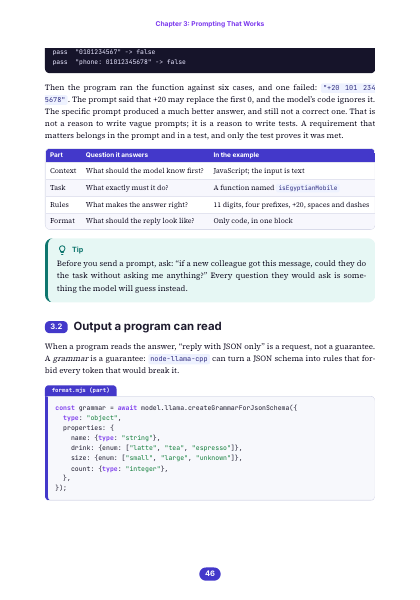 Chapter 3: Prompting That Works
pass  "0101234567" -> false
pass  "phone: 01012345678" -> false
Then the program ran the function against six cases, and one failed: "+20 101 234
5678". The prompt said that +20 may replace the first 0, and the model's code ignores it.
The specific prompt produced a much better answer, and still not a correct one. That is
not a reason to write vague prompts; it is a reason to write tests. A requirement that
matters belongs in the prompt and in a test, and only the test proves it was met.
Part Question it answers In the example
Context What should the model know first? JavaScript; the input is text
Task What exactly must it do? A function named isEgyptianMobile
Rules What makes the answer right? 11 digits, four prefixes, +20, spaces and dashes
Format What should the reply look like? Only code, in one block
Tip
Before you send a prompt, ask: "if a new colleague got this message, could they do
the task without asking me anything?" Every question they would ask is some-
thing the model will guess instead.
3.2 Output a program can read
When a program reads the answer, "reply with JSON only" is a request, not a guarantee.
A grammar is a guarantee: node-llama-cpp can turn a JSON schema into rules that for-
bid every token that would break it.
format.mjs (part)
const grammar = await model.llama.createGrammarForJsonSchema({
  type: "object",
  properties: {
    name: {type: "string"},
    drink: {enum: ["latte", "tea", "espresso"]},
    size: {enum: ["small", "large", "unknown"]},
    count: {type: "integer"},
  },
});
46